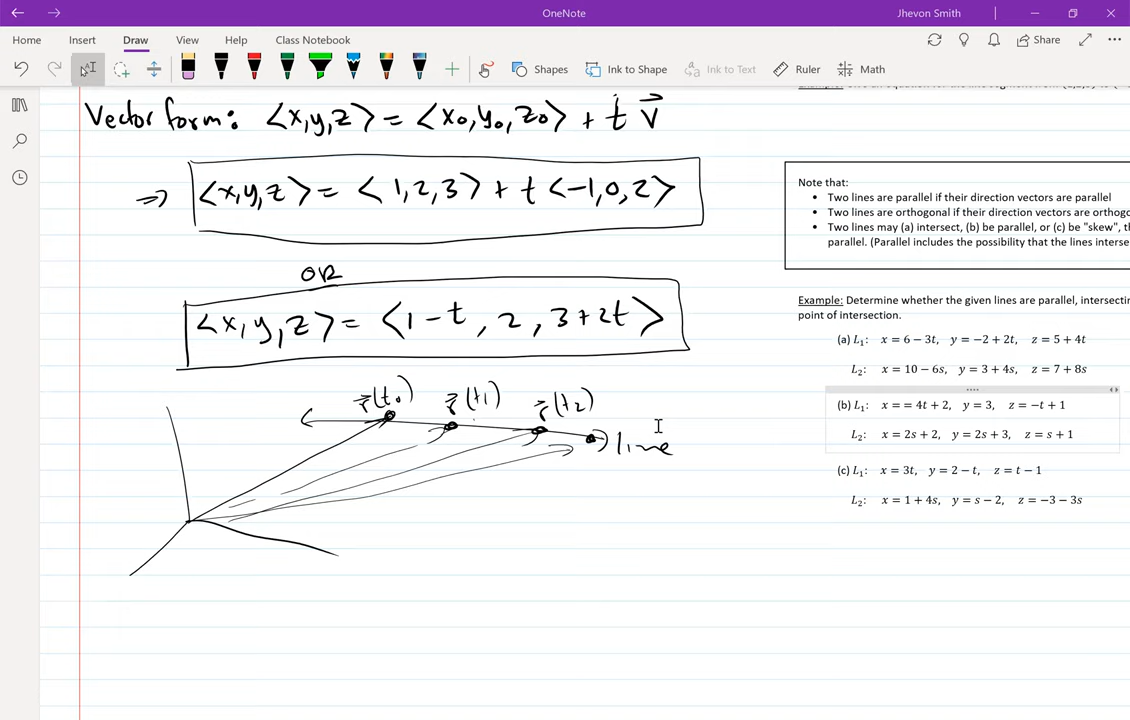 OneNote
Jhevon Smith
Home Insert Draw View Help Class Notebook
Share
Shapes Ink to Shape Ink to Text Ruler Math
Vector form: <x,y,z> = <x₀,y₀,z₀> + t v⃗
⇒ <x,y,z> = <1,2,3> + t <-1,0,2>
OR
<x,y,z> = <1-t, 2, 3+2t>
r⃗(t₀) r⃗(t₁) r⃗(t₂)
line
Note that:
• Two lines are parallel if their direction vectors are parallel
• Two lines are orthogonal if their direction vectors are orthogo
• Two lines may (a) intersect, (b) be parallel, or (c) be "skew", th
parallel. (Parallel includes the possibility that the lines interse
Example: Determine whether the given lines are parallel, intersectin
point of intersection.
(a) L₁: x = 6 − 3t, y = −2 + 2t, z = 5 + 4t
L₂: x = 10 − 6s, y = 3 + 4s, z = 7 + 8s
(b) L₁: x = = 4t + 2, y = 3, z = −t + 1
L₂: x = 2s + 2, y = 2s + 3, z = s + 1
(c) L₁: x = 3t, y = 2 − t, z = t − 1
L₂: x = 1 + 4s, y = s − 2, z = −3 − 3s